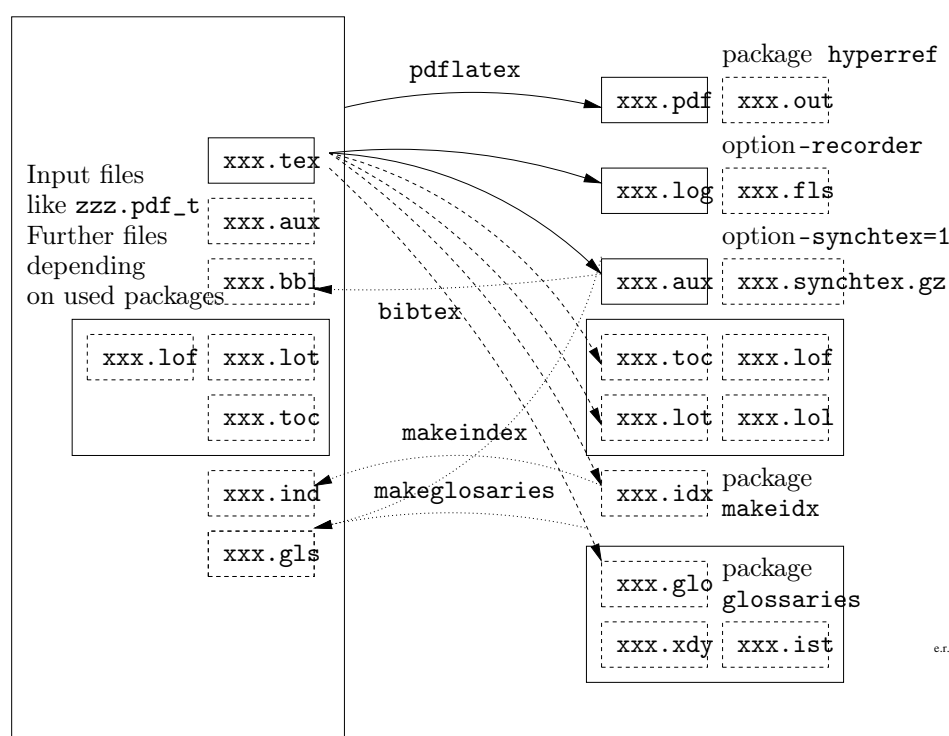 package hyperref
pdflatex
xxx.pdf xxx.out
option-recorder
xxx.tex
Input files
like zzz.pdf_t
Further files
depending
on used packages
xxx.log xxx.fls
xxx.aux
option-synchtex=1
xxx.bbl
xxx.aux xxx.synchtex.gz
bibtex
xxx.lof xxx.lot
xxx.toc xxx.lof
xxx.toc
xxx.lot xxx.lol
makeindex
xxx.ind
makeglosaries
xxx.idx
package
makeidx
xxx.gls
xxx.glo
package
glossaries
xxx.xdy xxx.ist
e.r.